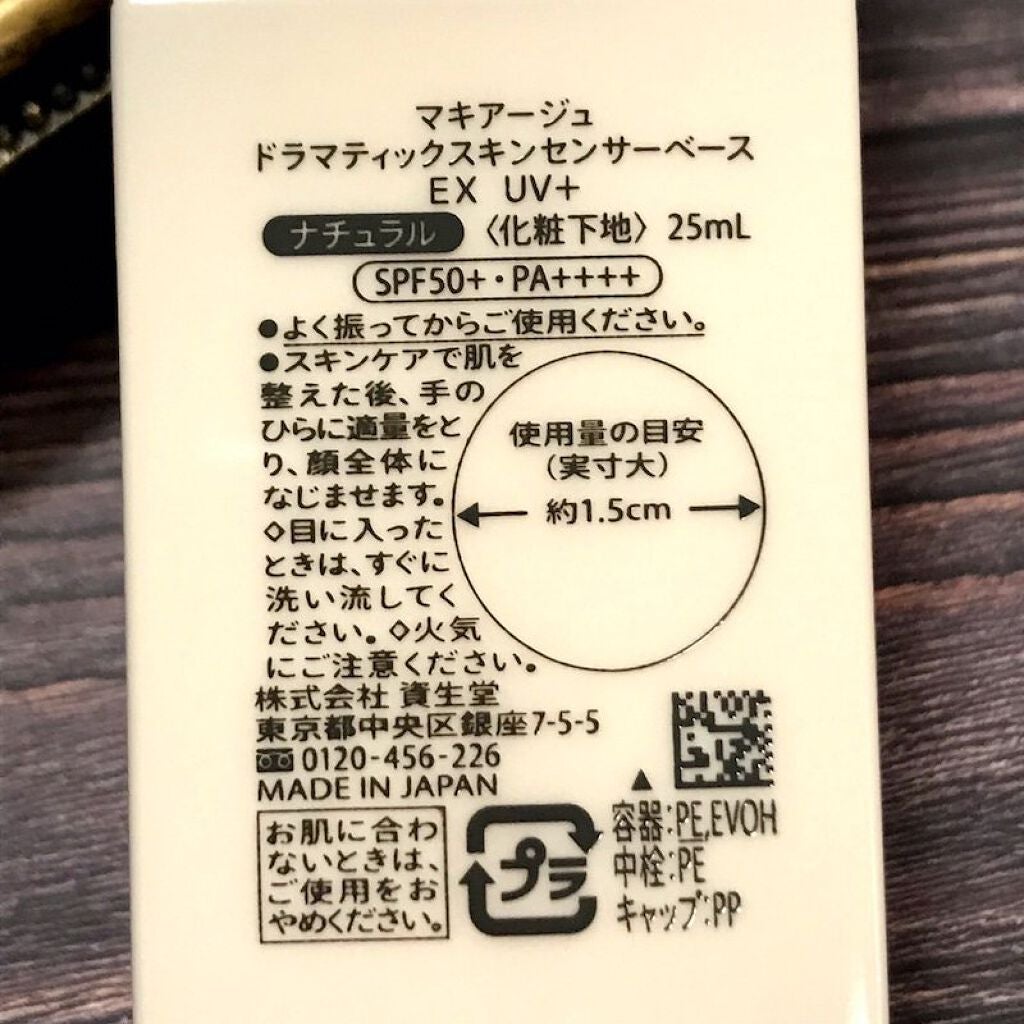 マキアージュ
ドラマティックスキンセンサーベース
EX UV+
ナチュラル 〈化粧下地〉 25mL
SPF50+・PA++++
●よく振ってからご使用ください。
●スキンケアで肌を
整えた後、手の
ひらに適量をと
り、顔全体に
なじませます。
◇目に入った
ときは、すぐに
洗い流してく
ださい。◇火気
にご注意ください。
使用量の目安
(実寸大)
約1.5cm
株式会社 資生堂
東京都中央区銀座7-5-5
0120-456-226
MADE IN JAPAN
お肌に合わ
ないときは、
ご使用をお
やめください。
プラ
容器:PE,EVOH
中栓:PE
キャップ:PP